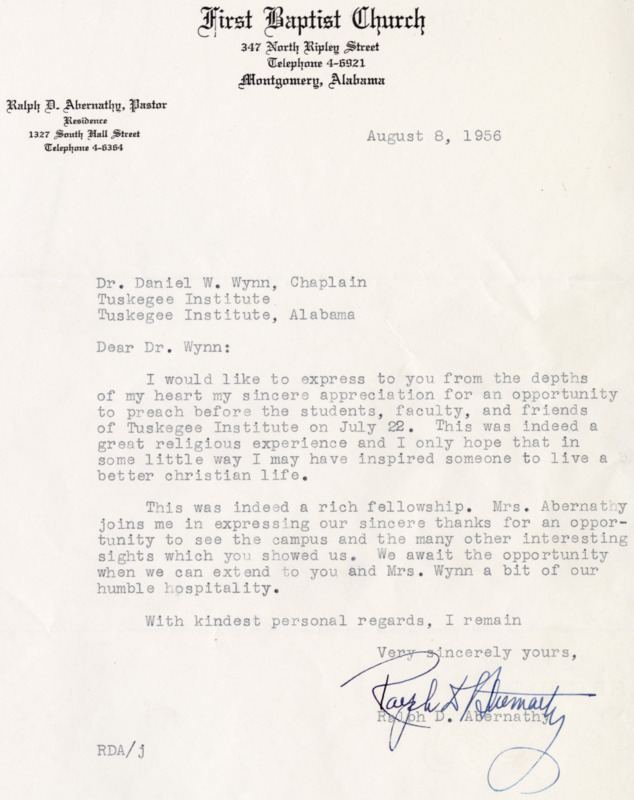 First Baptist Church
347 North Ripley Street
Telephone 4-6921
Montgomery, Alabama
Ralph D. Abernathy, Pastor
Residence
1327 South Hall Street
Telephone 4-6364
August 8, 1956
Dr. Daniel W. Wynn, Chaplain
Tuskegee Institute
Tuskegee Institute, Alabama
Dear Dr. Wynn:
I would like to express to you from the depths
of my heart my sincere appreciation for an opportunity
to preach before the students, faculty, and friends
of Tuskegee Institute on July 22. This was indeed a
great religious experience and I only hope that in
some little way I may have inspired someone to live a
better christian life.
This was indeed a rich fellowship. Mrs. Abernathy
joins me in expressing our sincere thanks for an oppor-
tunity to see the campus and the many other interesting
sights which you showed us. We await the opportunity
when we can extend to you and Mrs. Wynn a bit of our
humble hospitality.
With kindest personal regards, I remain
Very sincerely yours,
Ralph D. Abernathy
Ralph D. Abernathy
RDA/j